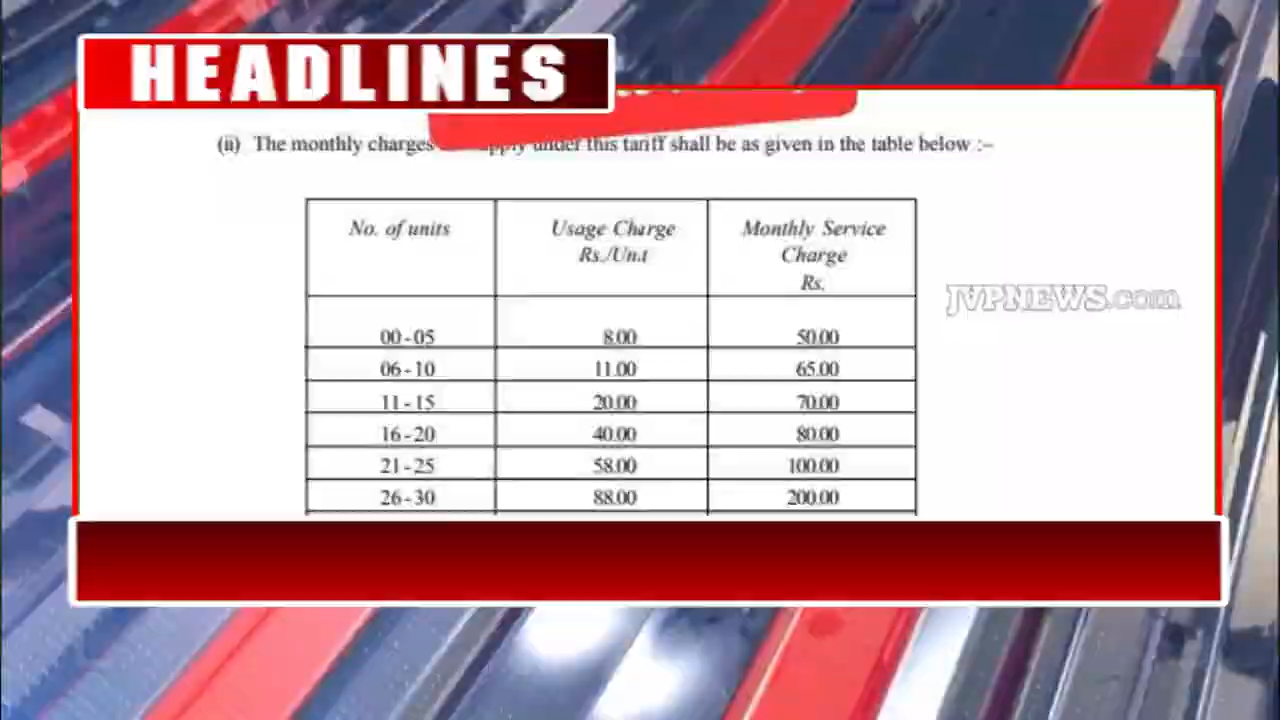 HEADLINES
(ii) The monthly charges under this tariff shall be as given in the table below :–
No. of units Usage Charge Monthly Service
Rs./Unit Charge
Rs.
00 - 05 8.00 50.00
06 - 10 11.00 65.00
11 - 15 20.00 70.00
16 - 20 40.00 80.00
21 - 25 58.00 100.00
26 - 30 88.00 200.00
JVPNEWS.com